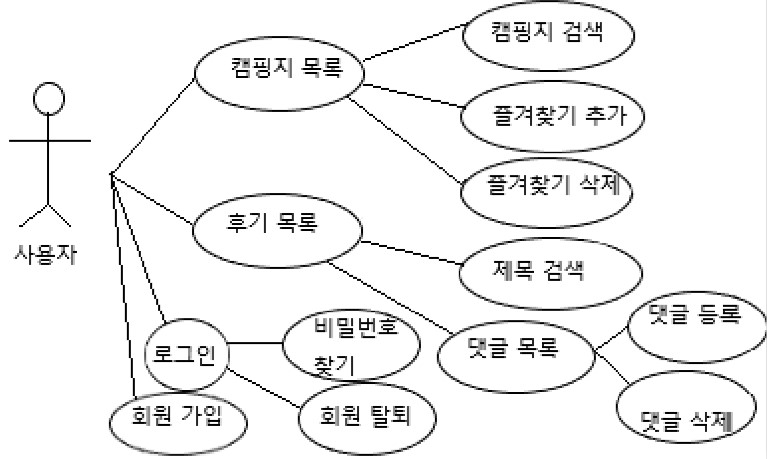 캠핑지 검색
캠핑지 목록
플겨찾기 추가
플겨찾기 삭제
사용자
후기 목록
제목 검색
댓글 등록
댓글 목록
로그인
비밀번호
찾기
회원 가입
회원 탈퇴
댓글 삭제